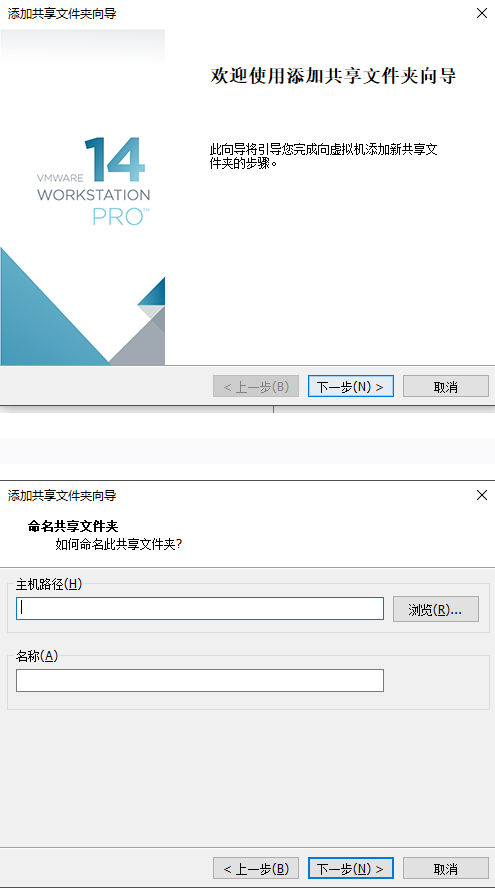 添加共享文件夹向导
欢迎使用添加共享文件夹向导
此向导将引导您完成向虚拟机添加新共享文
件夹的步骤。
14
VMWARE
WORKSTATION
PRO™
< 上一步(B)
下一步(N) >
取消
添加共享文件夹向导
命名共享文件夹
如何命名此共享文件夹?
主机路径(H)
浏览(R)...
名称(A)
< 上一步(B)
下一步(N) >
取消